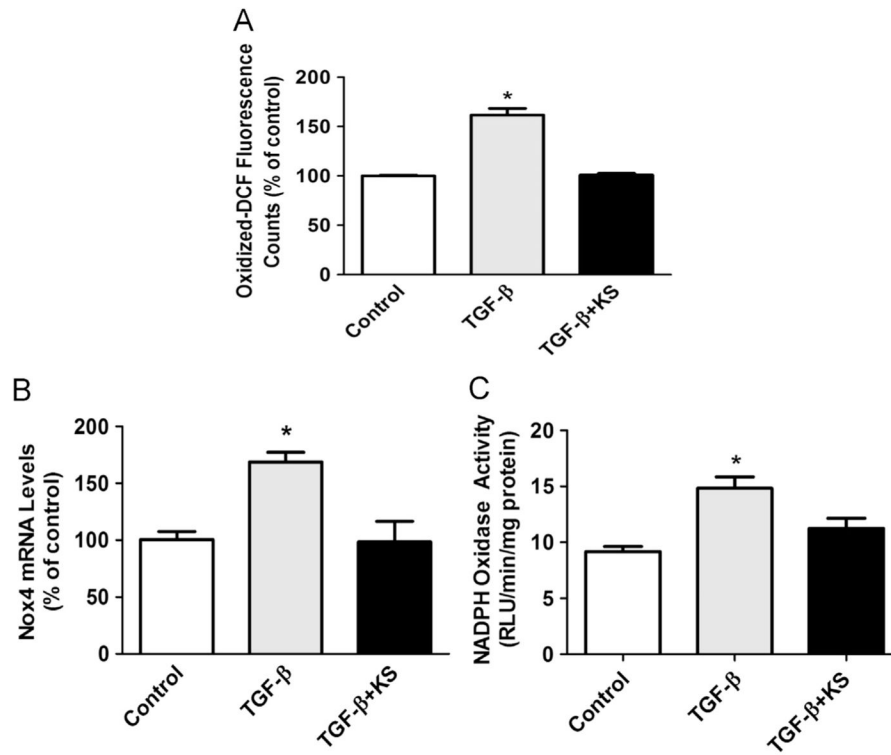 A
Oxidized-DCF Fluorescence
Counts (% of control)
200
150
100
50
0
*
Control
TGF-β
TGF-β+KS
B
Nox4 mRNA Levels
(% of control)
200
150
100
50
0
*
Control
TGF-β
TGF-β+KS
C
NADPH Oxidase Activity
(RLU/min/mg protein)
20
15
10
5
0
*
Control
TGF-β
TGF-β+KS